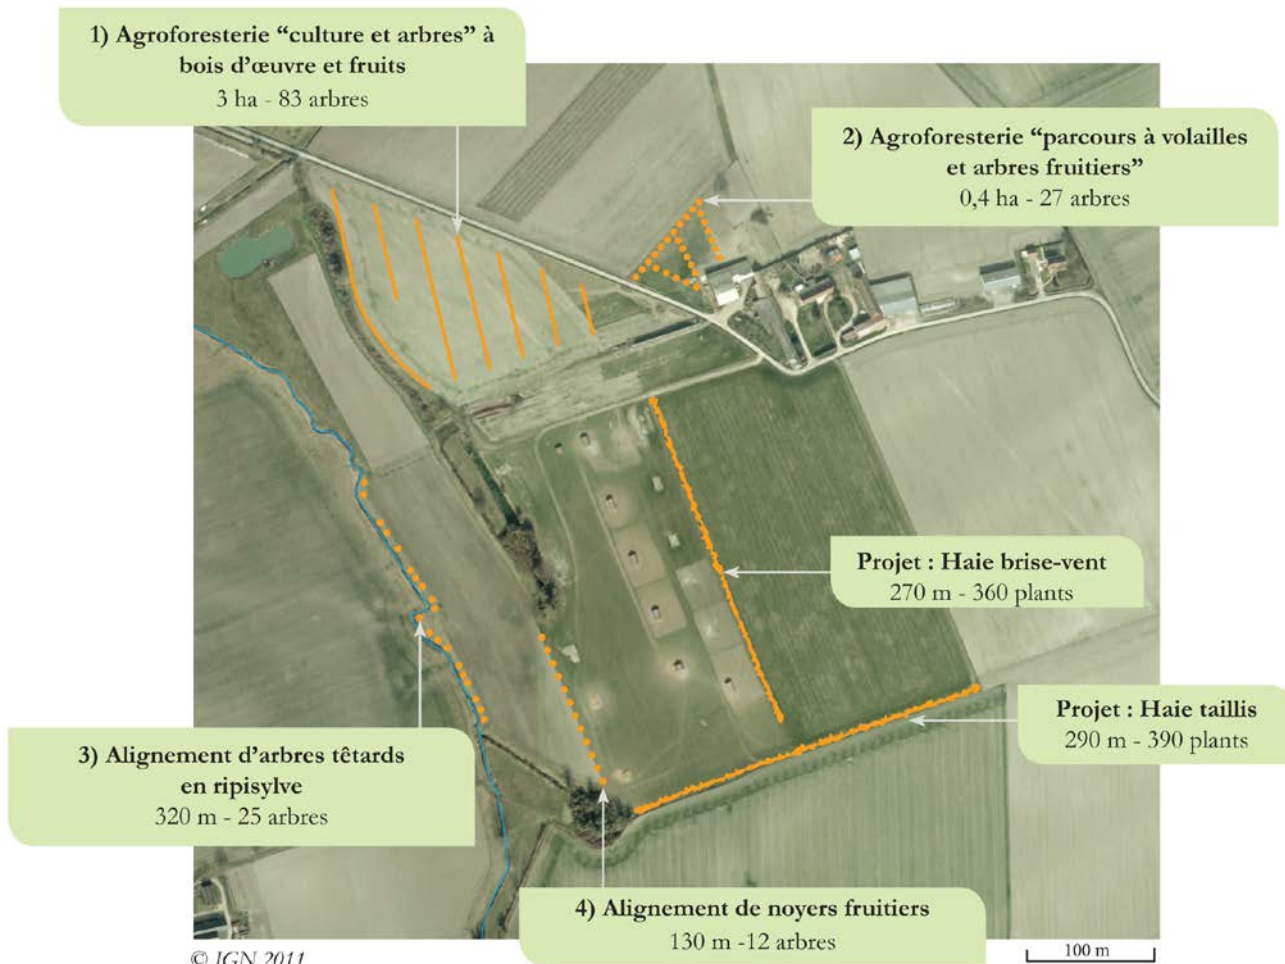 1) Agroforesterie “culture et arbres” à
bois d’œuvre et fruits
3 ha - 83 arbres
2) Agroforesterie “parcours à volailles
et arbres fruitiers”
0,4 ha - 27 arbres
Projet : Haie brise-vent
270 m - 360 plants
Projet : Haie taillis
290 m - 390 plants
3) Alignement d’arbres têtards
en ripisylve
320 m - 25 arbres
4) Alignement de noyers fruitiers
130 m -12 arbres
© IGN 2011
100 m